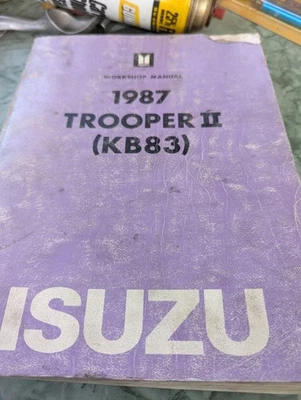 WORKSHOP MANUAL
1987
TROOPER II
(KB83)
ISUZU